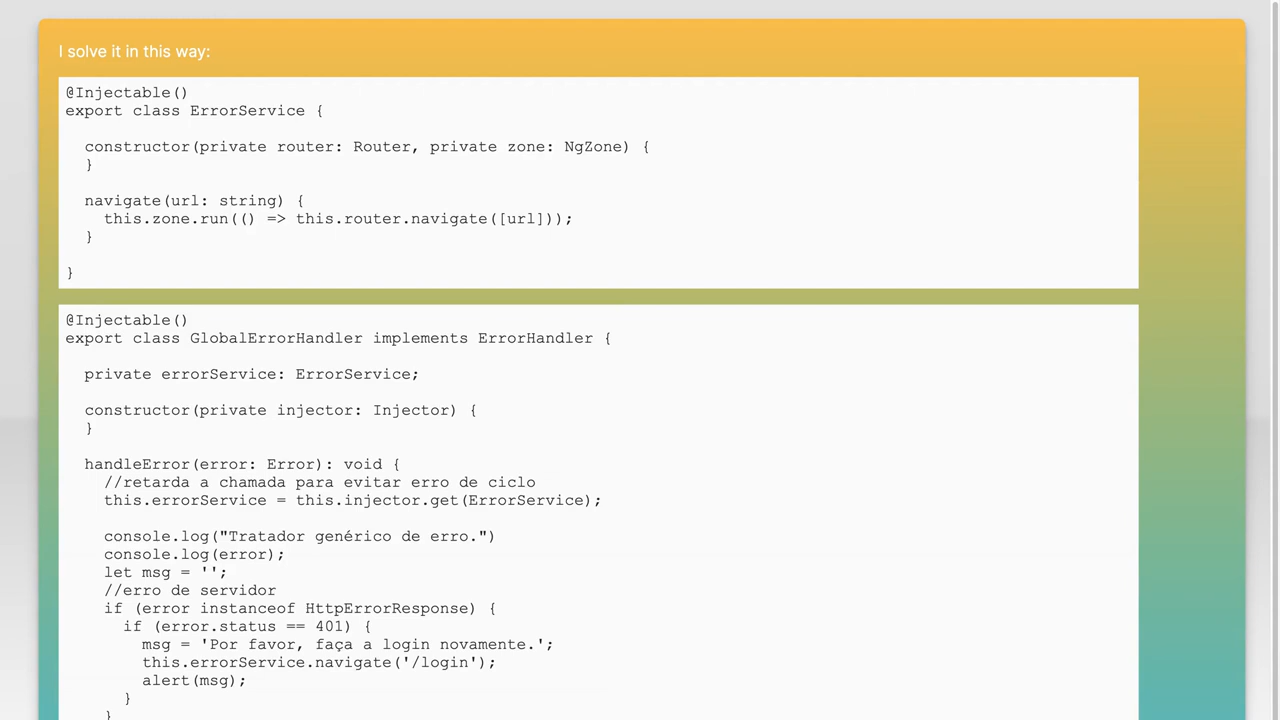 I solve it in this way:
@Injectable()
export class ErrorService {
constructor(private router: Router, private zone: NgZone) {
}
navigate(url: string) {
this.zone.run(() => this.router.navigate([url]));
}
}
@Injectable()
export class GlobalErrorHandler implements ErrorHandler {
private errorService: ErrorService;
constructor(private injector: Injector) {
}
handleError(error: Error): void {
//retarda a chamada para evitar erro de ciclo
this.errorService = this.injector.get(ErrorService);
console.log("Tratador genérico de erro.")
console.log(error);
let msg = '';
//erro de servidor
if (error instanceof HttpErrorResponse) {
if (error.status == 401) {
msg = 'Por favor, faça a login novamente.';
this.errorService.navigate('/login');
alert(msg);
}
}